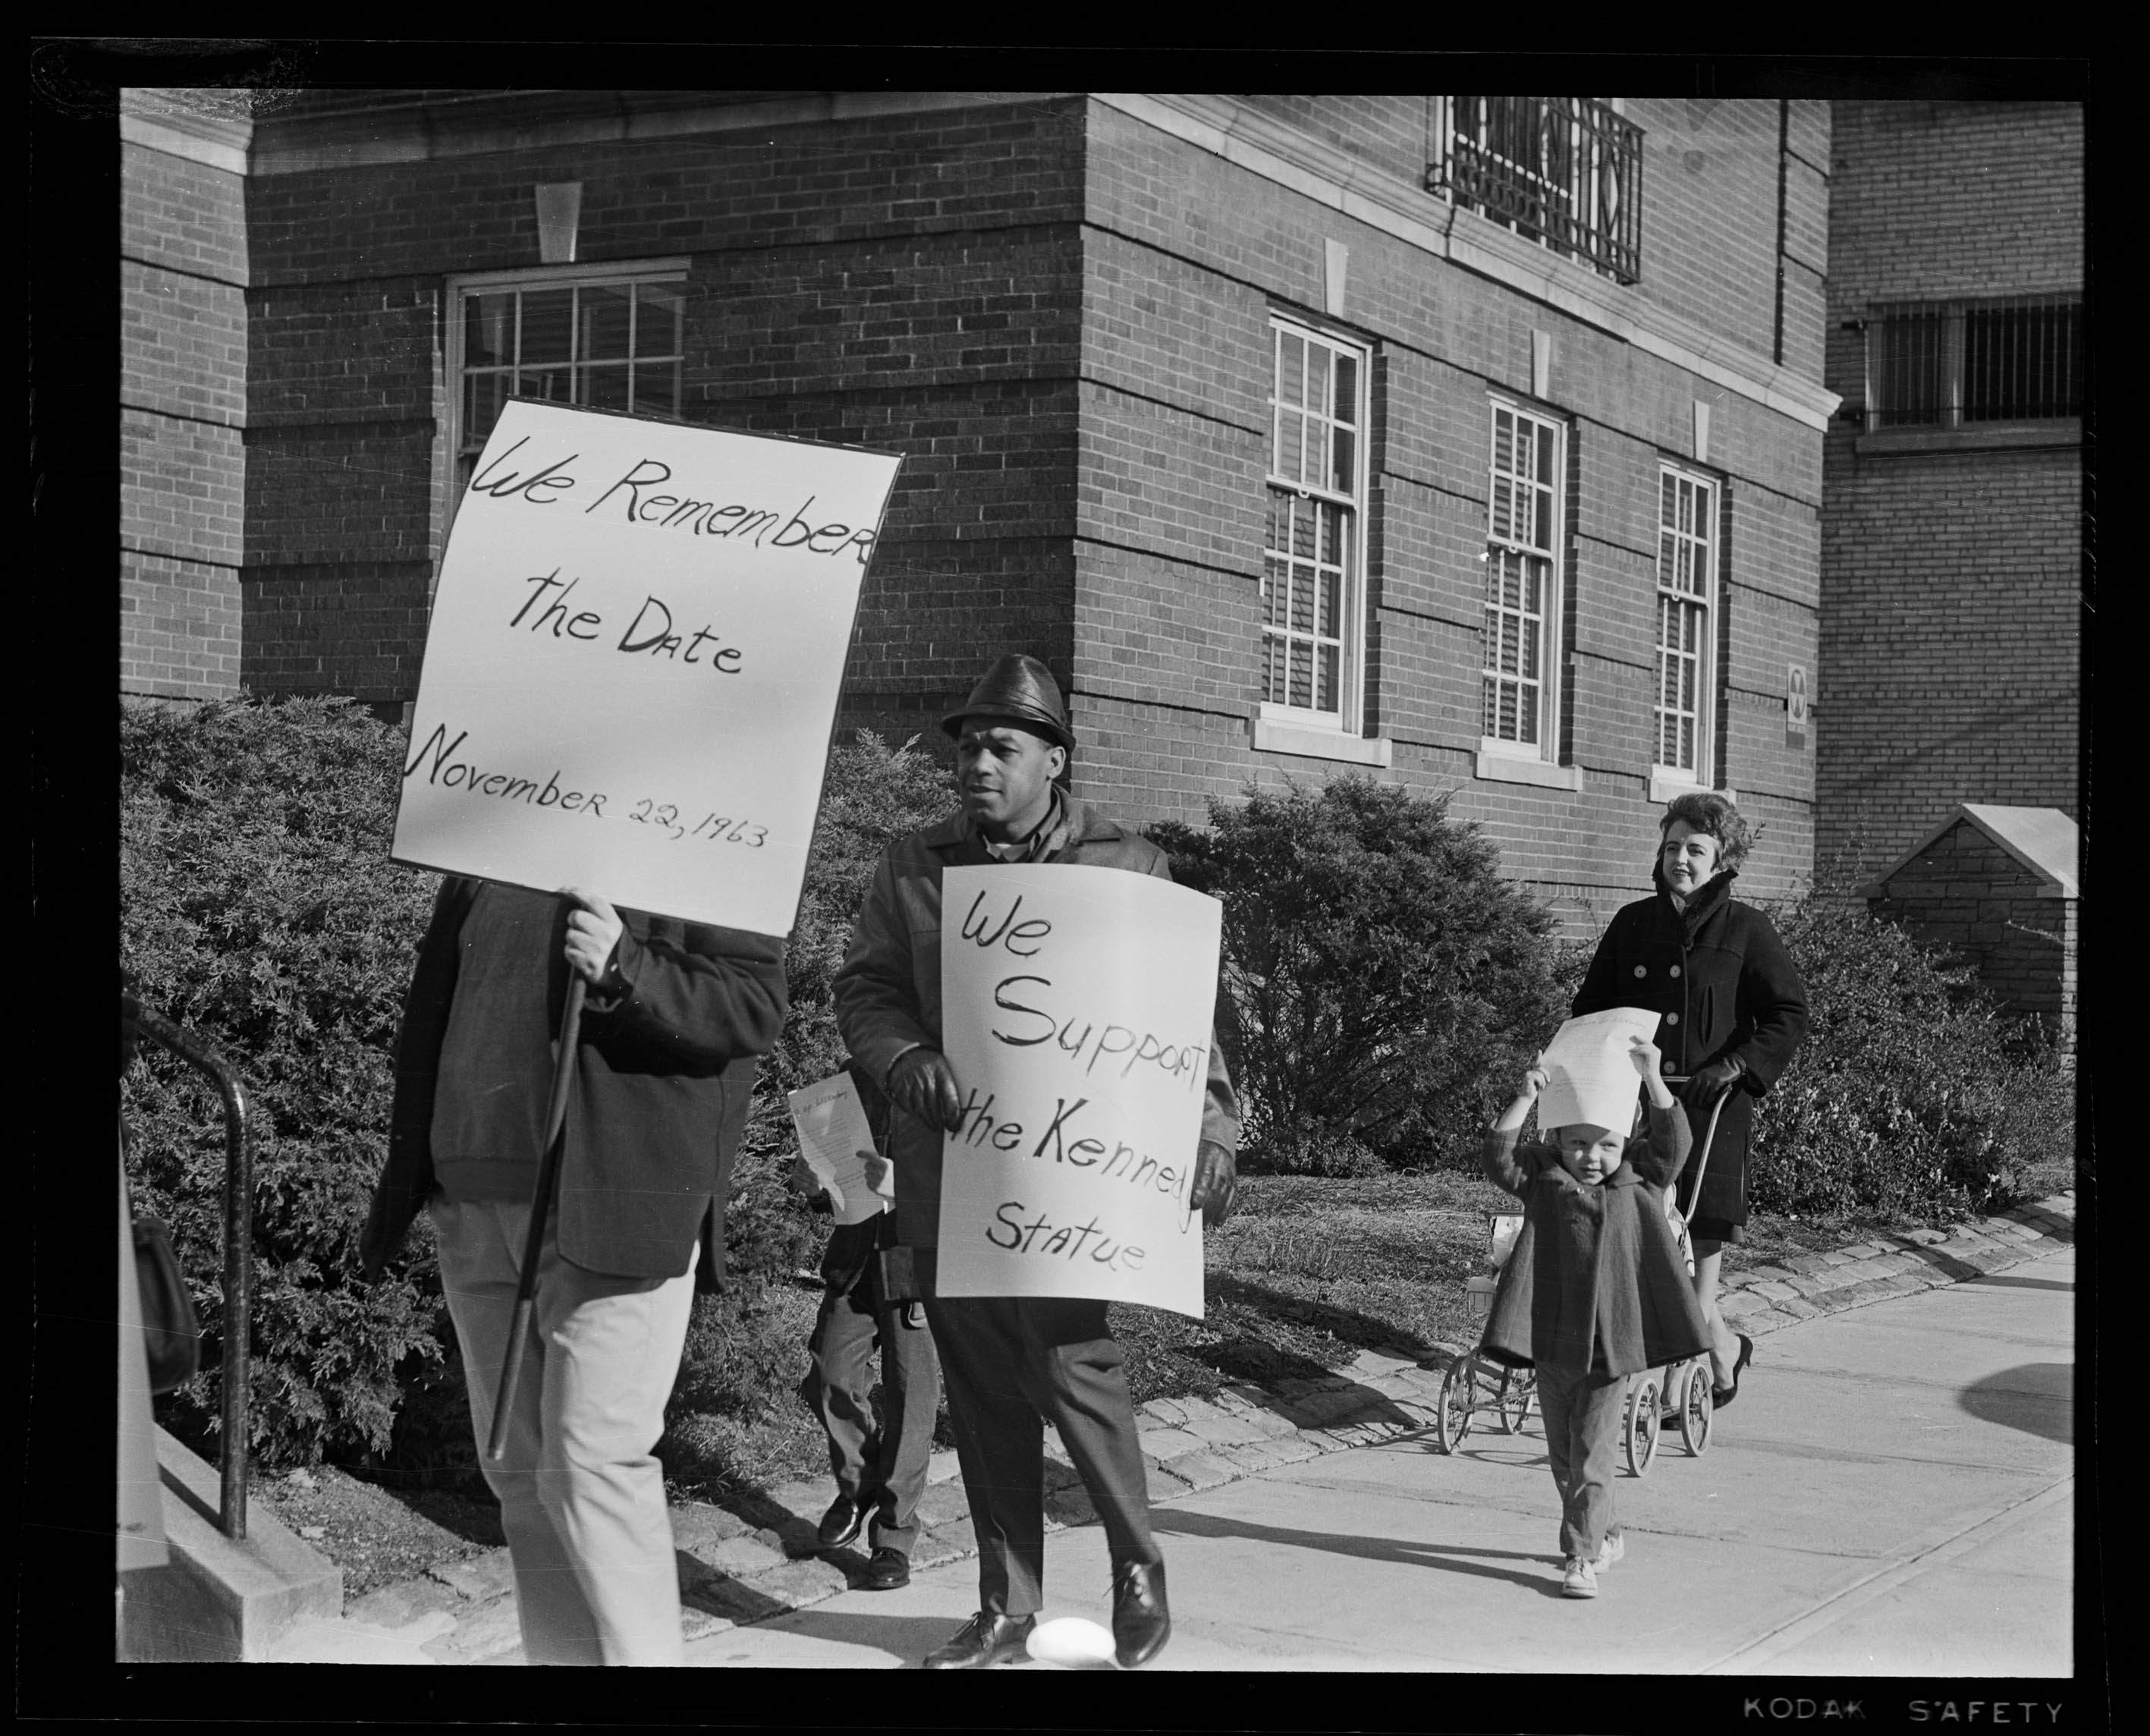 We Remember
the Date
November 22, 1963
We
Support
the Kennedy
Statue
KODAK SAFETY